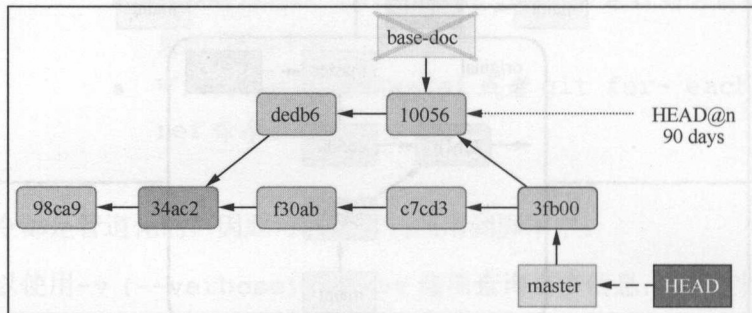 base-doc
dedb6
10056
HEAD@n
90 days
98ca9
34ac2
f30ab
c7cd3
3fb00
master
HEAD